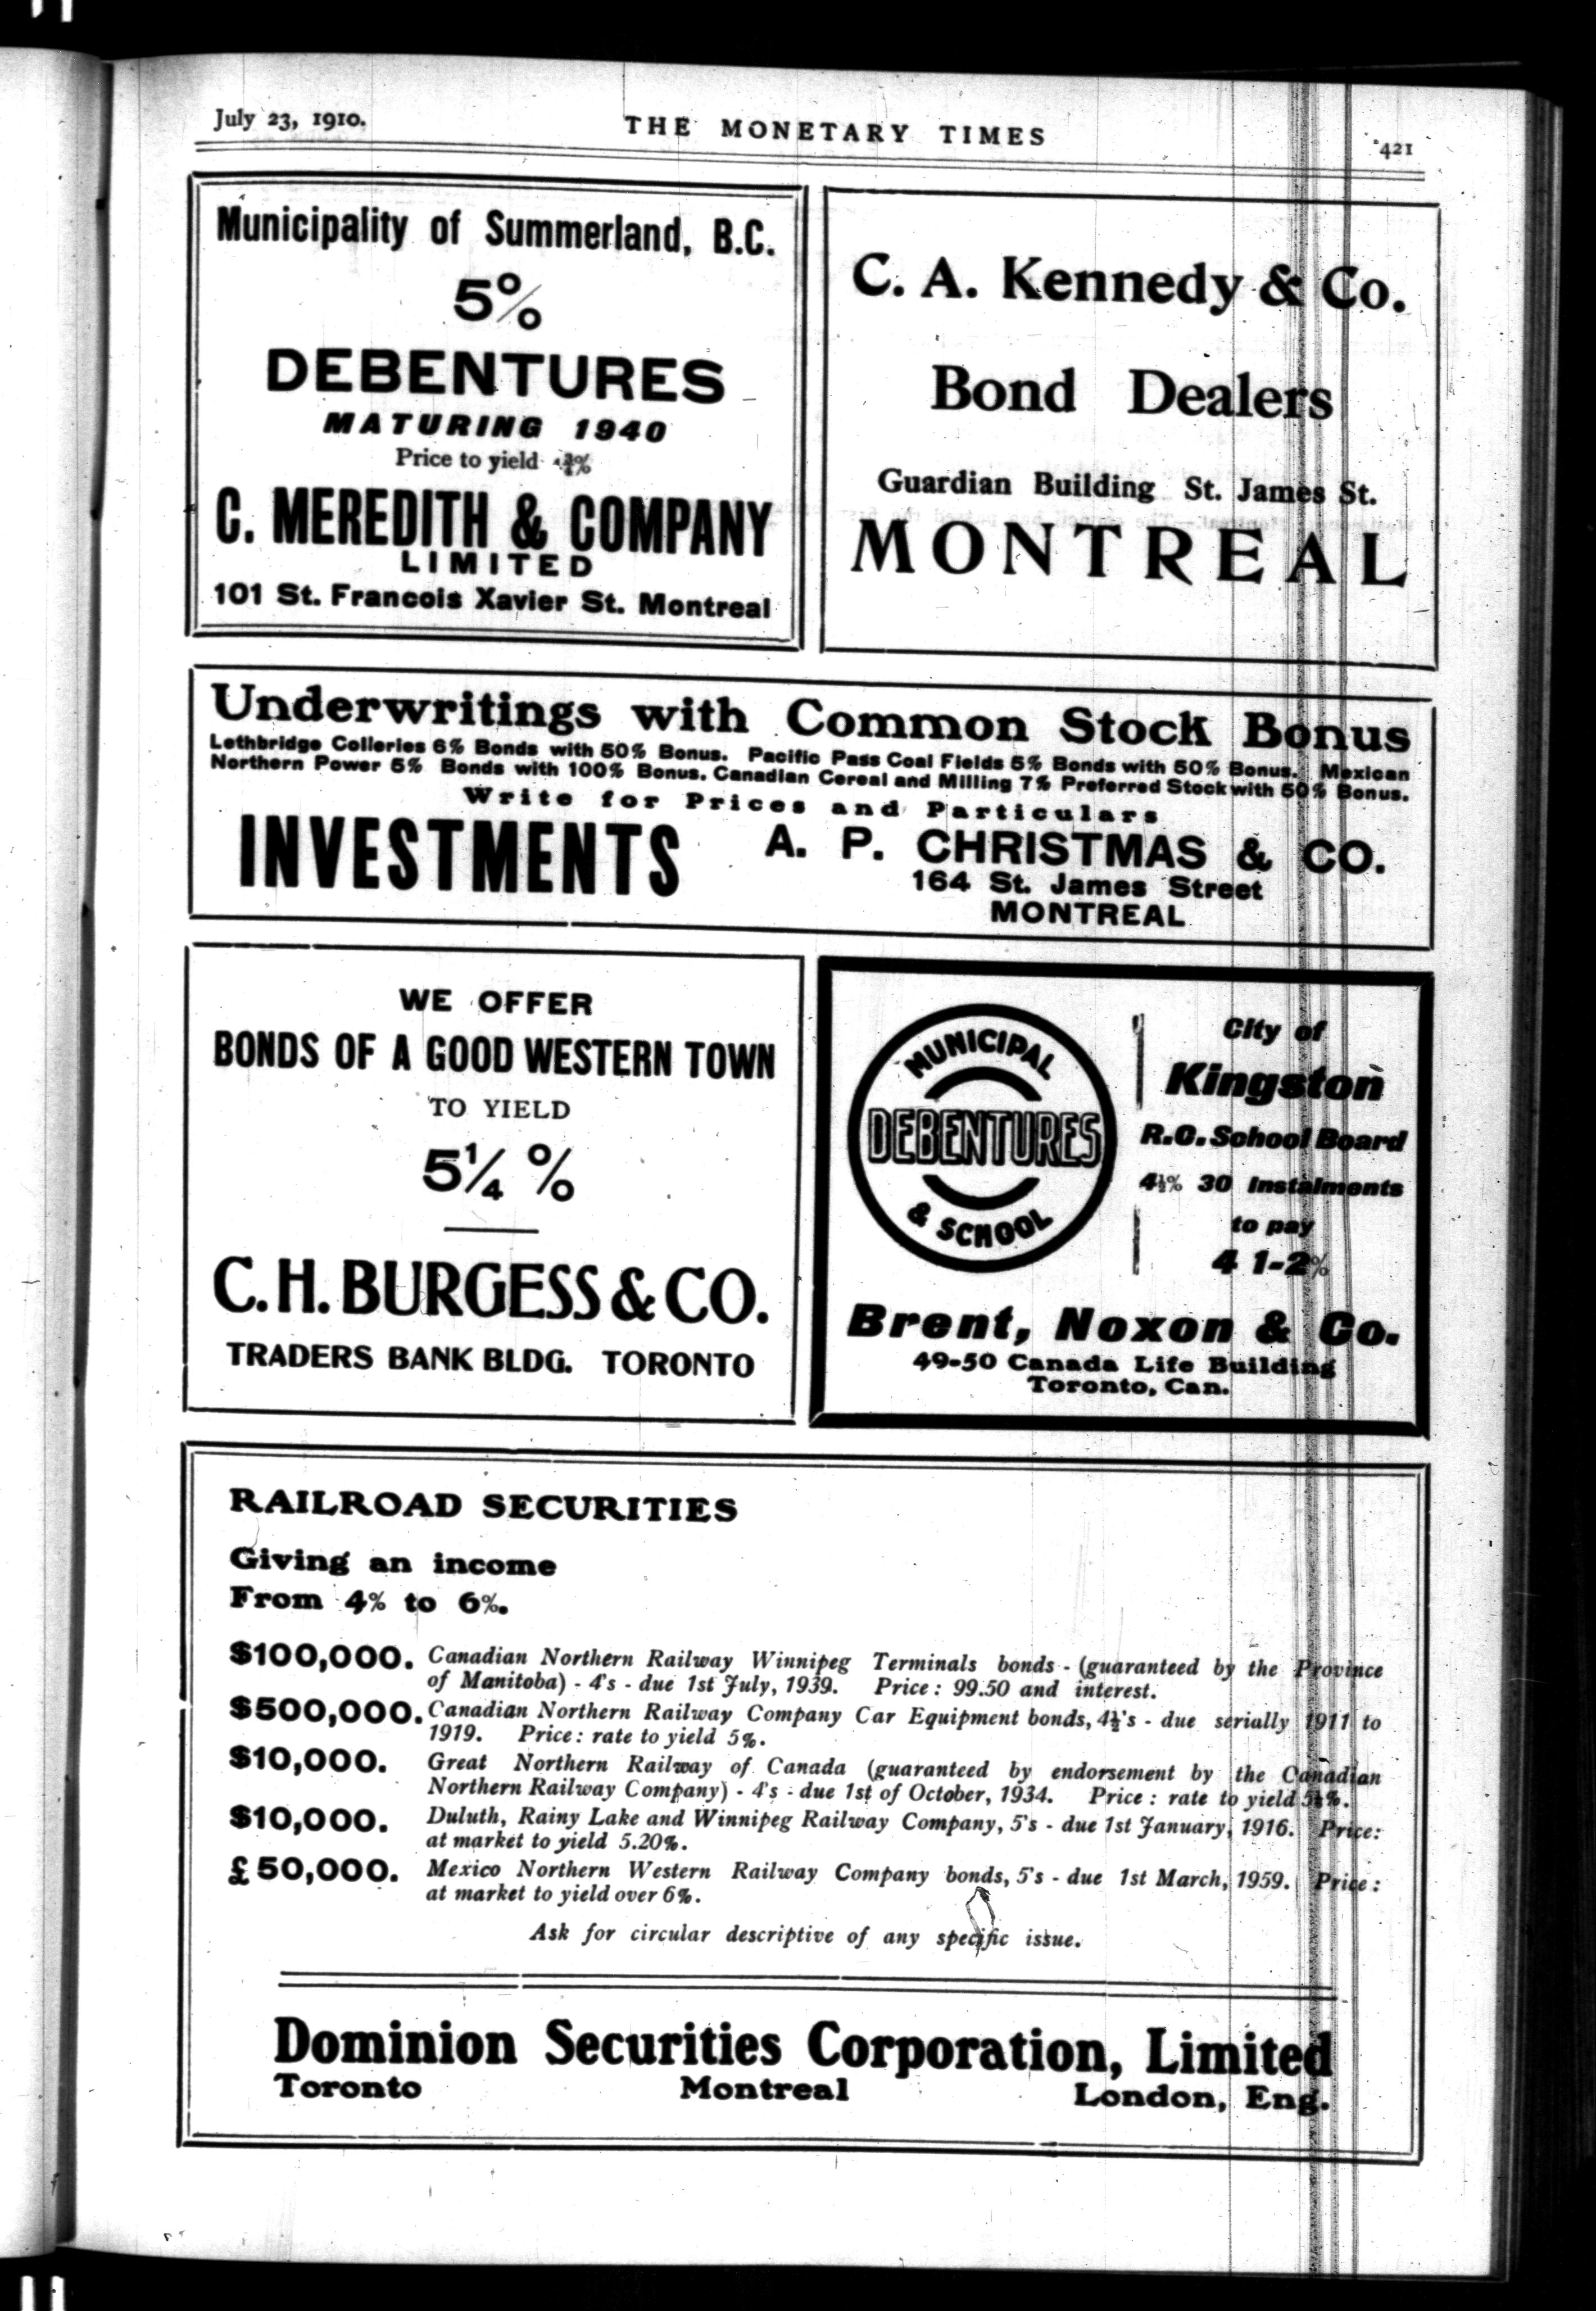 July 23, 1910.
THE MONETARY TIMES
421
Municipality of Summerland, B.C.
5%
DEBENTURES
MATURING 1940
Price to yield
C. MEREDITH & COMPANY
LIMITED
101 St. Francois Xavier St. Montreal
C. A. Kennedy & Co.
Bond Dealers
Guardian Building St. James St.
MONTREAL
Underwritings with Common Stock Bonus
Lethbridge Colleries 6% Bonds with 50% Bonus. Pacific Pass Coal Fields 5% Bonds with 50% Bonus. Mexican
Northern Power 5% Bonds with 100% Bonus. Canadian Cereal and Milling 7% Preferred Stock with 50% Bonus.
Write for Prices and Particulars
INVESTMENTS
A. P. CHRISTMAS & CO.
164 St. James Street
MONTREAL
WE OFFER
BONDS OF A GOOD WESTERN TOWN
TO YIELD
5¼ %
C. H. BURGESS & CO.
TRADERS BANK BLDG. TORONTO
MUNICIPAL
DEBENTURES
& SCHOOL
City of
Kingston
R.C. School Board
4½% 30 Instalments
to pay
4 1-2%
Brent, Noxon & Co.
49-50 Canada Life Building
Toronto, Can.
RAILROAD SECURITIES
Giving an income
From 4% to 6%.
$100,000. Canadian Northern Railway Winnipeg Terminals bonds - (guaranteed by the Province
of Manitoba) - 4's - due 1st July, 1939. Price: 99.50 and interest.
$500,000. Canadian Northern Railway Company Car Equipment bonds, 4½'s - due serially 1911 to
1919. Price: rate to yield 5%.
$10,000. Great Northern Railway of Canada (guaranteed by endorsement by the Canadian
Northern Railway Company) - 4's - due 1st of October, 1934. Price: rate to yield
$10,000. Duluth, Rainy Lake and Winnipeg Railway Company, 5's - due 1st January, 1916. Price:
at market to yield 5.20%.
£50,000. Mexico Northern Western Railway Company bonds, 5's - due 1st March, 1959. Price:
at market to yield over 6%.
Ask for circular descriptive of any specific issue.
Dominion Securities Corporation, Limited
Toronto Montreal London, Eng.